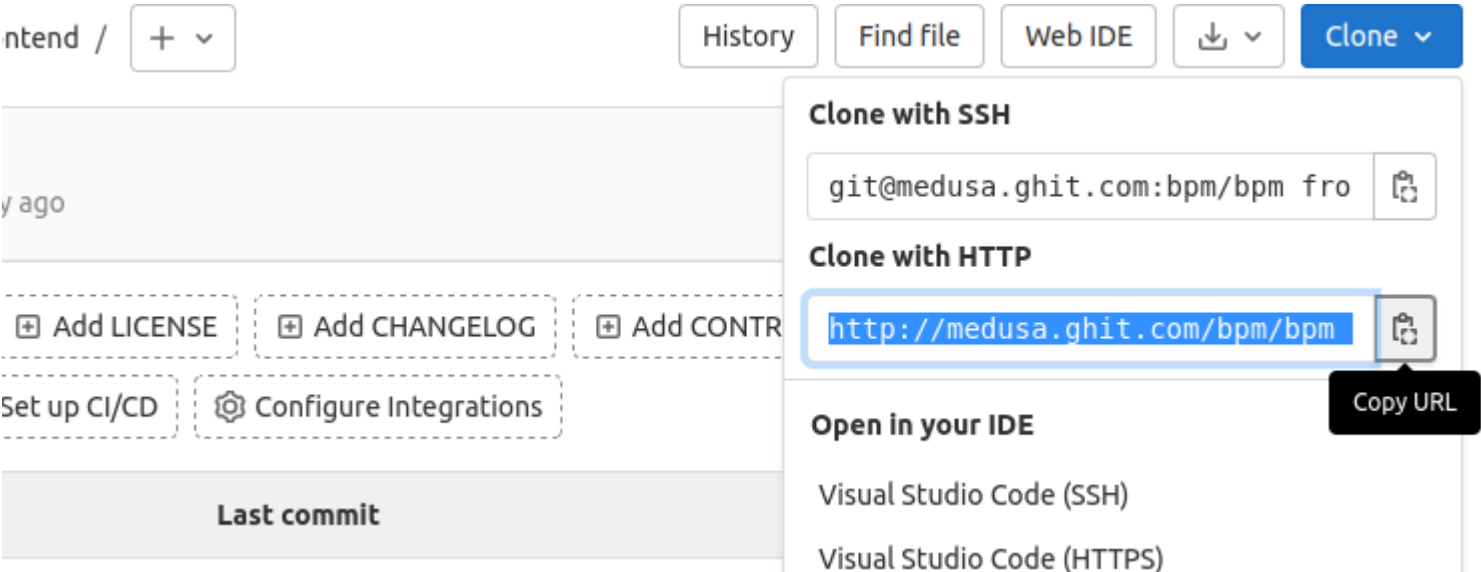 ntend / + History Find file Web IDE Clone
Clone with SSH
git@medusa.ghit.com:bpm/bpm fro
y ago
Clone with HTTP
Add LICENSE Add CHANGELOG Add CONTR
http://medusa.ghit.com/bpm/bpm
Set up CI/CD Configure Integrations
Copy URL
Open in your IDE
Visual Studio Code (SSH)
Last commit
Visual Studio Code (HTTPS)